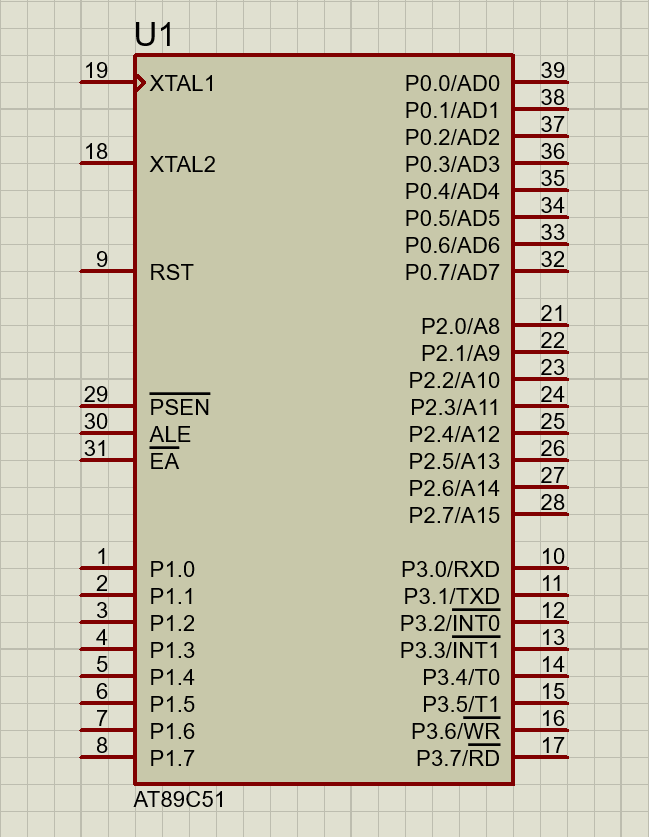 U1
19 XTAL1
18 XTAL2
9 RST
29 PSEN
30 ALE
31 EA
1 P1.0
2 P1.1
3 P1.2
4 P1.3
5 P1.4
6 P1.5
7 P1.6
8 P1.7
P0.0/AD0 39
P0.1/AD1 38
P0.2/AD2 37
P0.3/AD3 36
P0.4/AD4 35
P0.5/AD5 34
P0.6/AD6 33
P0.7/AD7 32
P2.0/A8 21
P2.1/A9 22
P2.2/A10 23
P2.3/A11 24
P2.4/A12 25
P2.5/A13 26
P2.6/A14 27
P2.7/A15 28
P3.0/RXD 10
P3.1/TXD 11
P3.2/INT0 12
P3.3/INT1 13
P3.4/T0 14
P3.5/T1 15
P3.6/WR 16
P3.7/RD 17
AT89C51